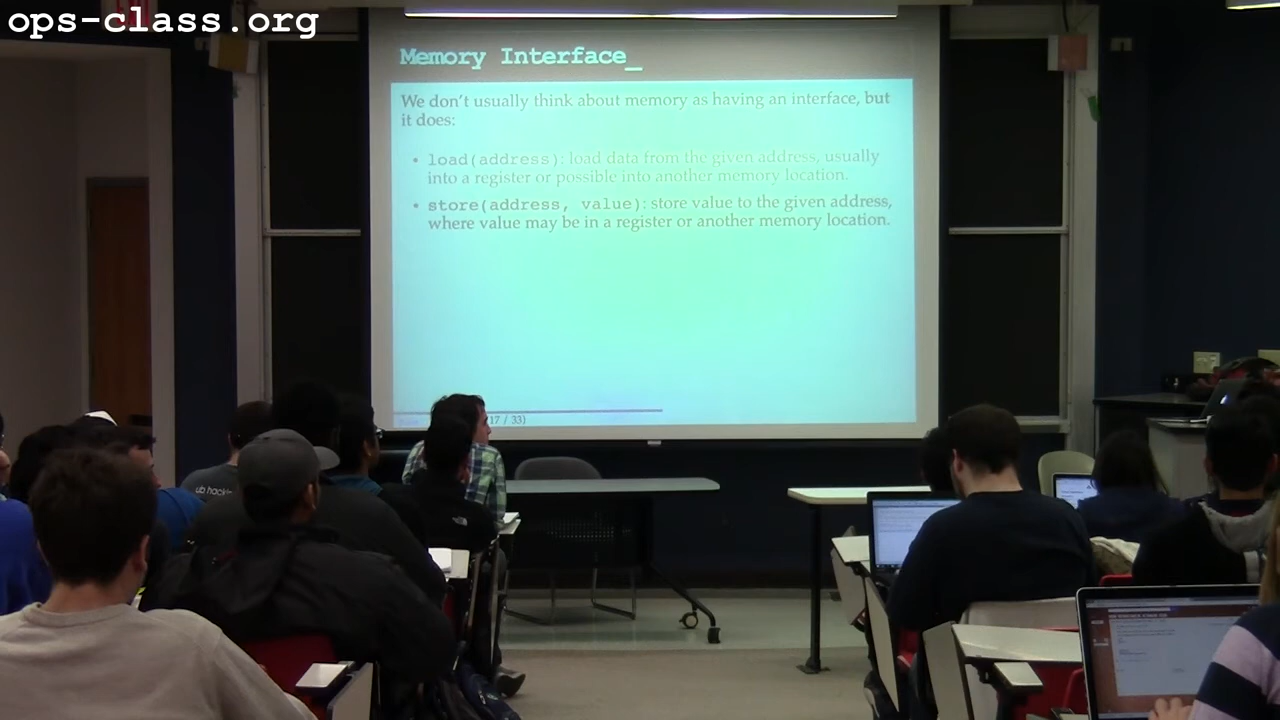 ops-class.org
Memory Interface_
We don't usually think about memory as having an interface, but
it does:
• load(address): load data from the given address, usually
into a register or possible into another memory location.
• store(address, value): store value to the given address,
where value may be in a register or another memory location.
17 / 33)
ub hackin